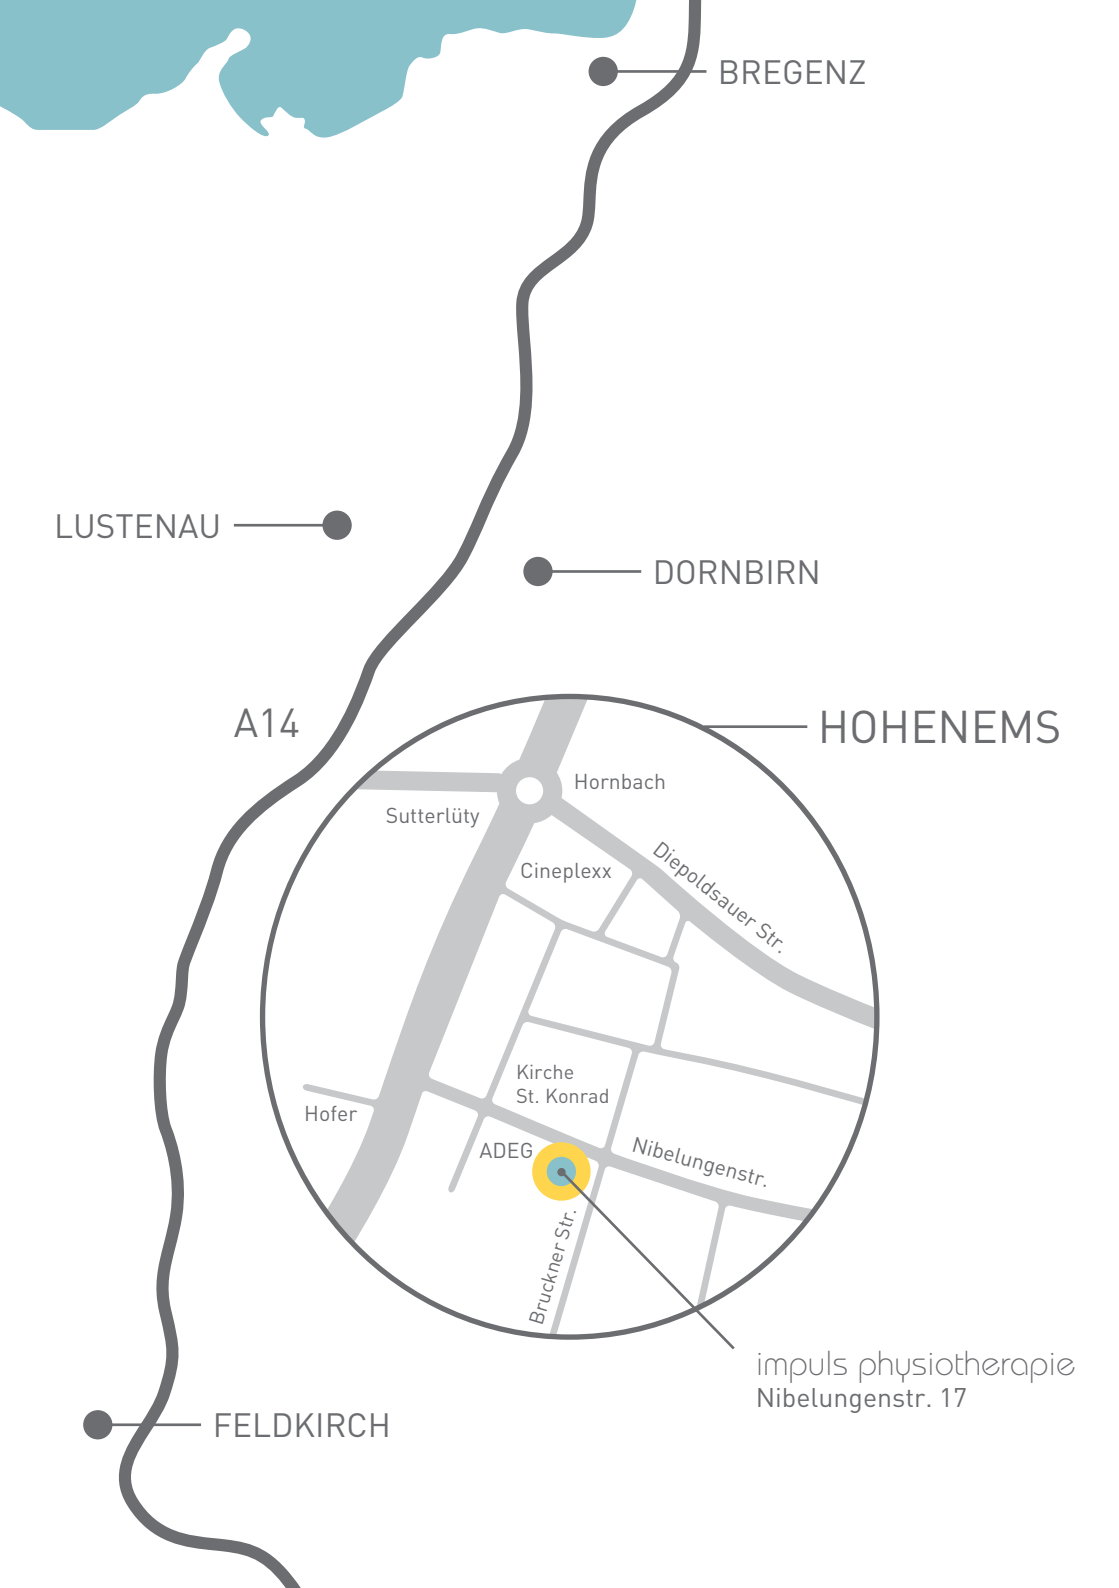 BREGENZ
LUSTENAU
DORNBIRN
A14
HOHENEMS
Hornbach
Sutterlüty
Cineplexx
Diepoldsauer Str.
Kirche
St. Konrad
Hofer
ADEG
Nibelungenstr.
Bruckner Str.
impuls physiotherapie
Nibelungenstr. 17
FELDKIRCH